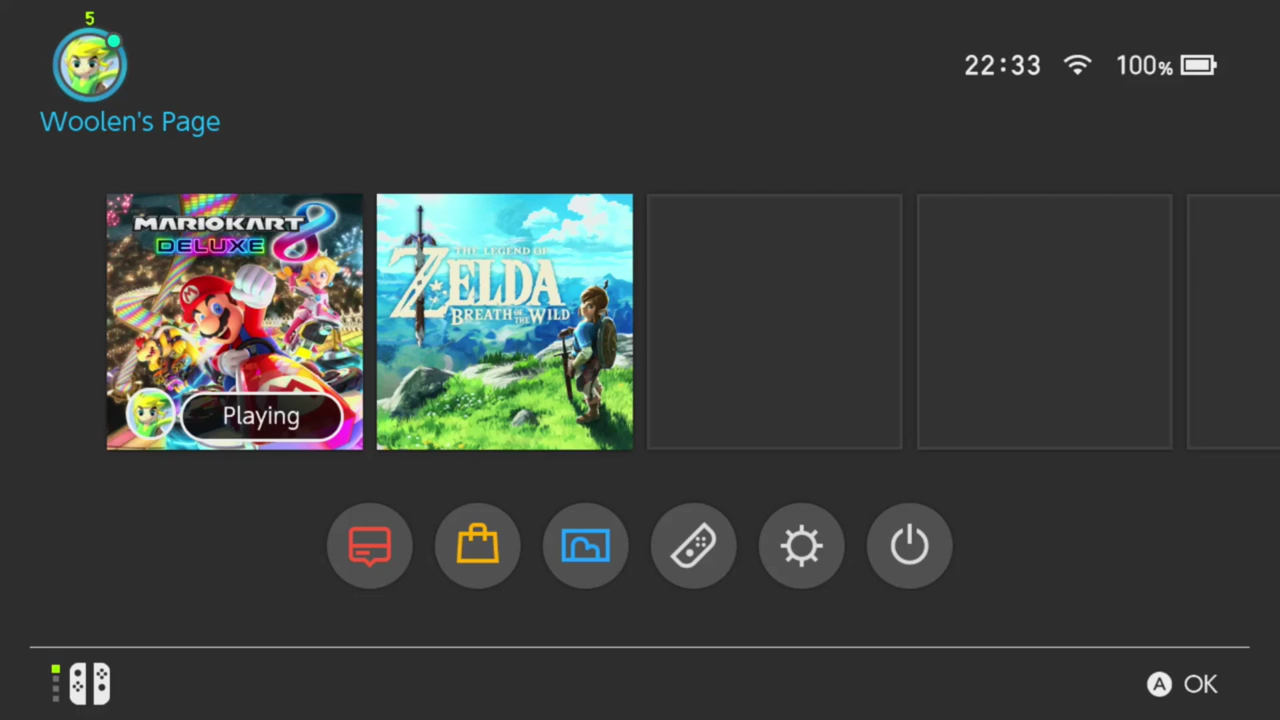 5
22:33 100%
Woolen's Page
MARIOKART 8
DELUXE
M
Playing
THE LEGEND OF
ZELDA
BREATH OF THE WILD
A OK